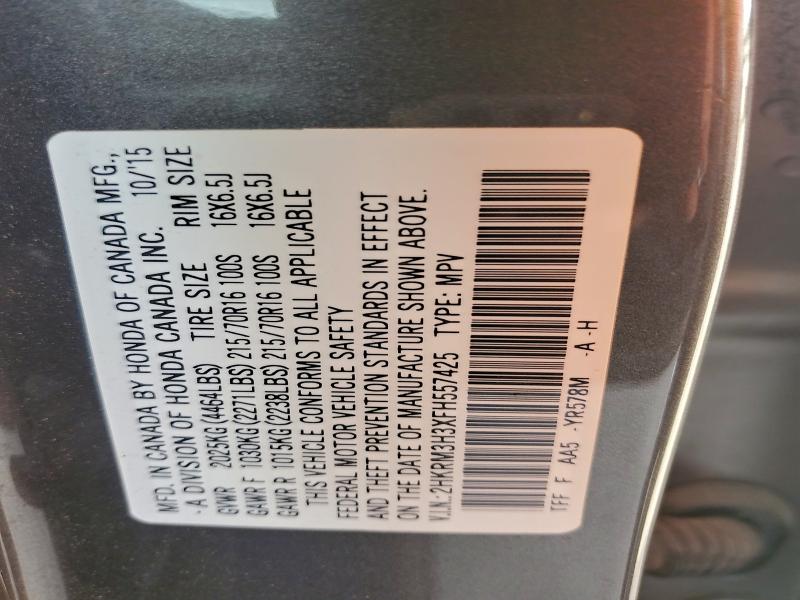 MFD. IN CANADA BY HONDA OF CANADA MFG.,
-A DIVISION OF HONDA CANADA INC. 10/'15
GVWR 2025KG(4464LBS) TIRE SIZE RIM SIZE
GAWR F 1030KG(2271LBS) 215/70R16 100S 16X6.5J
GAWR R 1015KG(2238LBS) 215/70R16 100S 16X6.5J
THIS VEHICLE CONFORMS TO ALL APPLICABLE
FEDERAL MOTOR VEHICLE SAFETY
AND THEFT PREVENTION STANDARDS IN EFFECT
ON THE DATE OF MANUFACTURE SHOWN ABOVE.
V.I.N.:2HKRM3H3XFH557425 TYPE: MPV
TFF F AA5 -YR578M -A-H